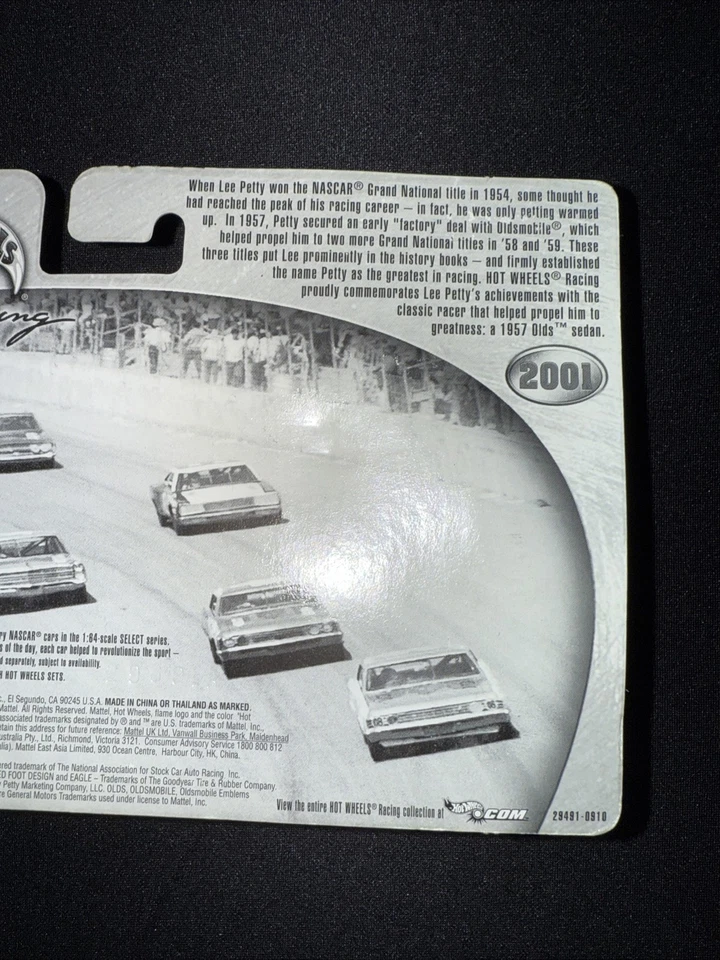 When Lee Petty won the NASCAR® Grand National title in 1954, some thought he
had reached the peak of his racing career – in fact, he was only petting warmed
up. In 1957, Petty secured an early "factory" deal with Oldsmobile®, which
helped propel him to two more Grand National titles in '58 and '59. These
three titles put Lee prominently in the history books – and firmly established
the name Petty as the greatest in racing. HOT WHEELS® Racing
proudly commemorates Lee Petty's achievements with the
classic racer that helped propel him to
greatness: a 1957 Olds™ sedan.
2001
ry NASCAR® cars in the 1:64-scale SELECT series.
s of the day, each car helped to revolutionize the sport –
d separately, subject to availability.
H HOT WHEELS SETS.
c., El Segundo, CA 90245 U.S.A. MADE IN CHINA OR THAILAND AS MARKED.
Mattel. All Rights Reserved. Mattel, Hot Wheels, flame logo and the color "Hot
associated trademarks designated by ® and ™ are U.S. trademarks of Mattel, Inc.,
tain this address for future reference: Mattel UK Ltd, Vanwall Business Park, Maidenhead
ustralia Pty., Ltd., Richmond, Victoria 3121. Consumer Advisory Service 1800 800 812
lia). Mattel East Asia Limited, 930 Ocean Centre, Harbour City, HK, China.
ered trademark of The National Association for Stock Car Auto Racing, Inc.
ED FOOT DESIGN and EAGLE – Trademarks of The Goodyear Tire & Rubber Company.
Petty Marketing Company, LLC. OLDS, OLDSMOBILE, Oldsmobile Emblems
re General Motors Trademarks used under license to Mattel, Inc.
View the entire HOT WHEELS® Racing collection at
Hot Wheels .COM
29491-0910